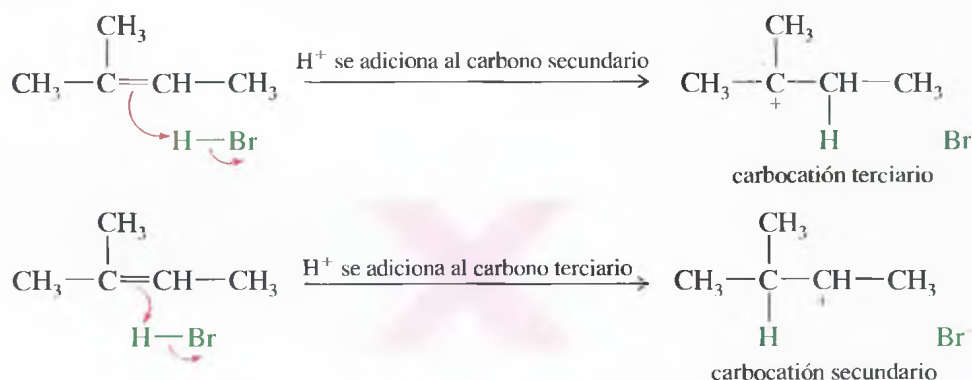 CH₃
CH₃—C=CH—CH₃
H—Br
H⁺ se adiciona al carbono secundario
CH₃
CH₃—C—CH—CH₃
+
H
Br⁻
carbocatión terciario
CH₃
CH₃—C=CH—CH₃
H—Br
H⁺ se adiciona al carbono terciario
CH₃
CH₃—C—CH—CH₃
+
H
Br⁻
carbocatión secundario